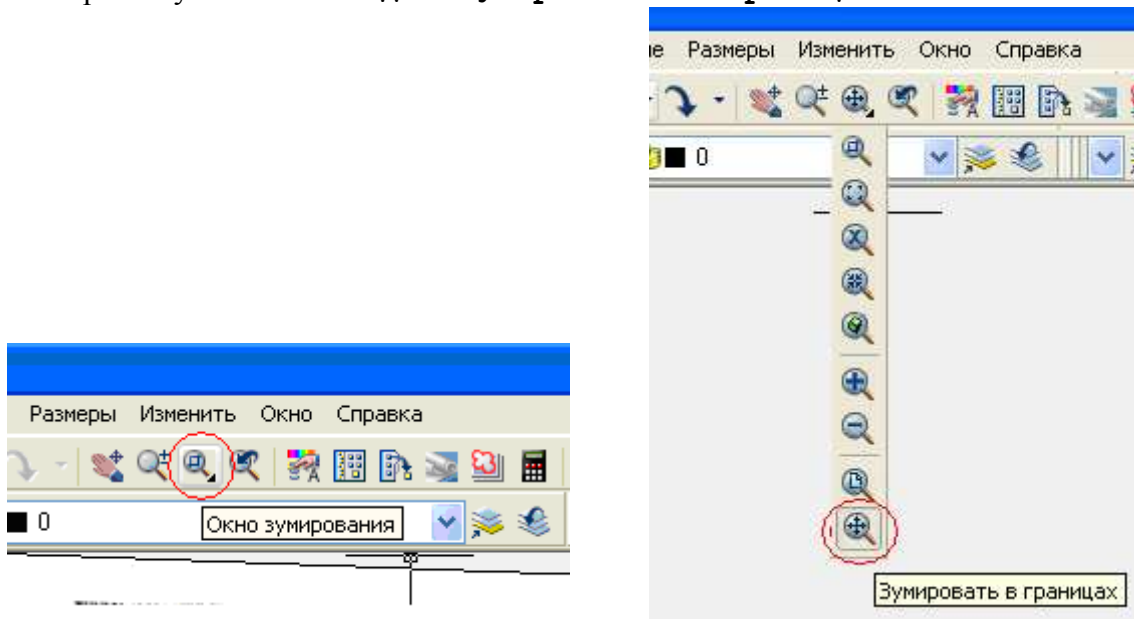 е Размеры Изменить Окно Справка
0
Зумировать в границах
Размеры Изменить Окно Справка
0
Окно зумирования